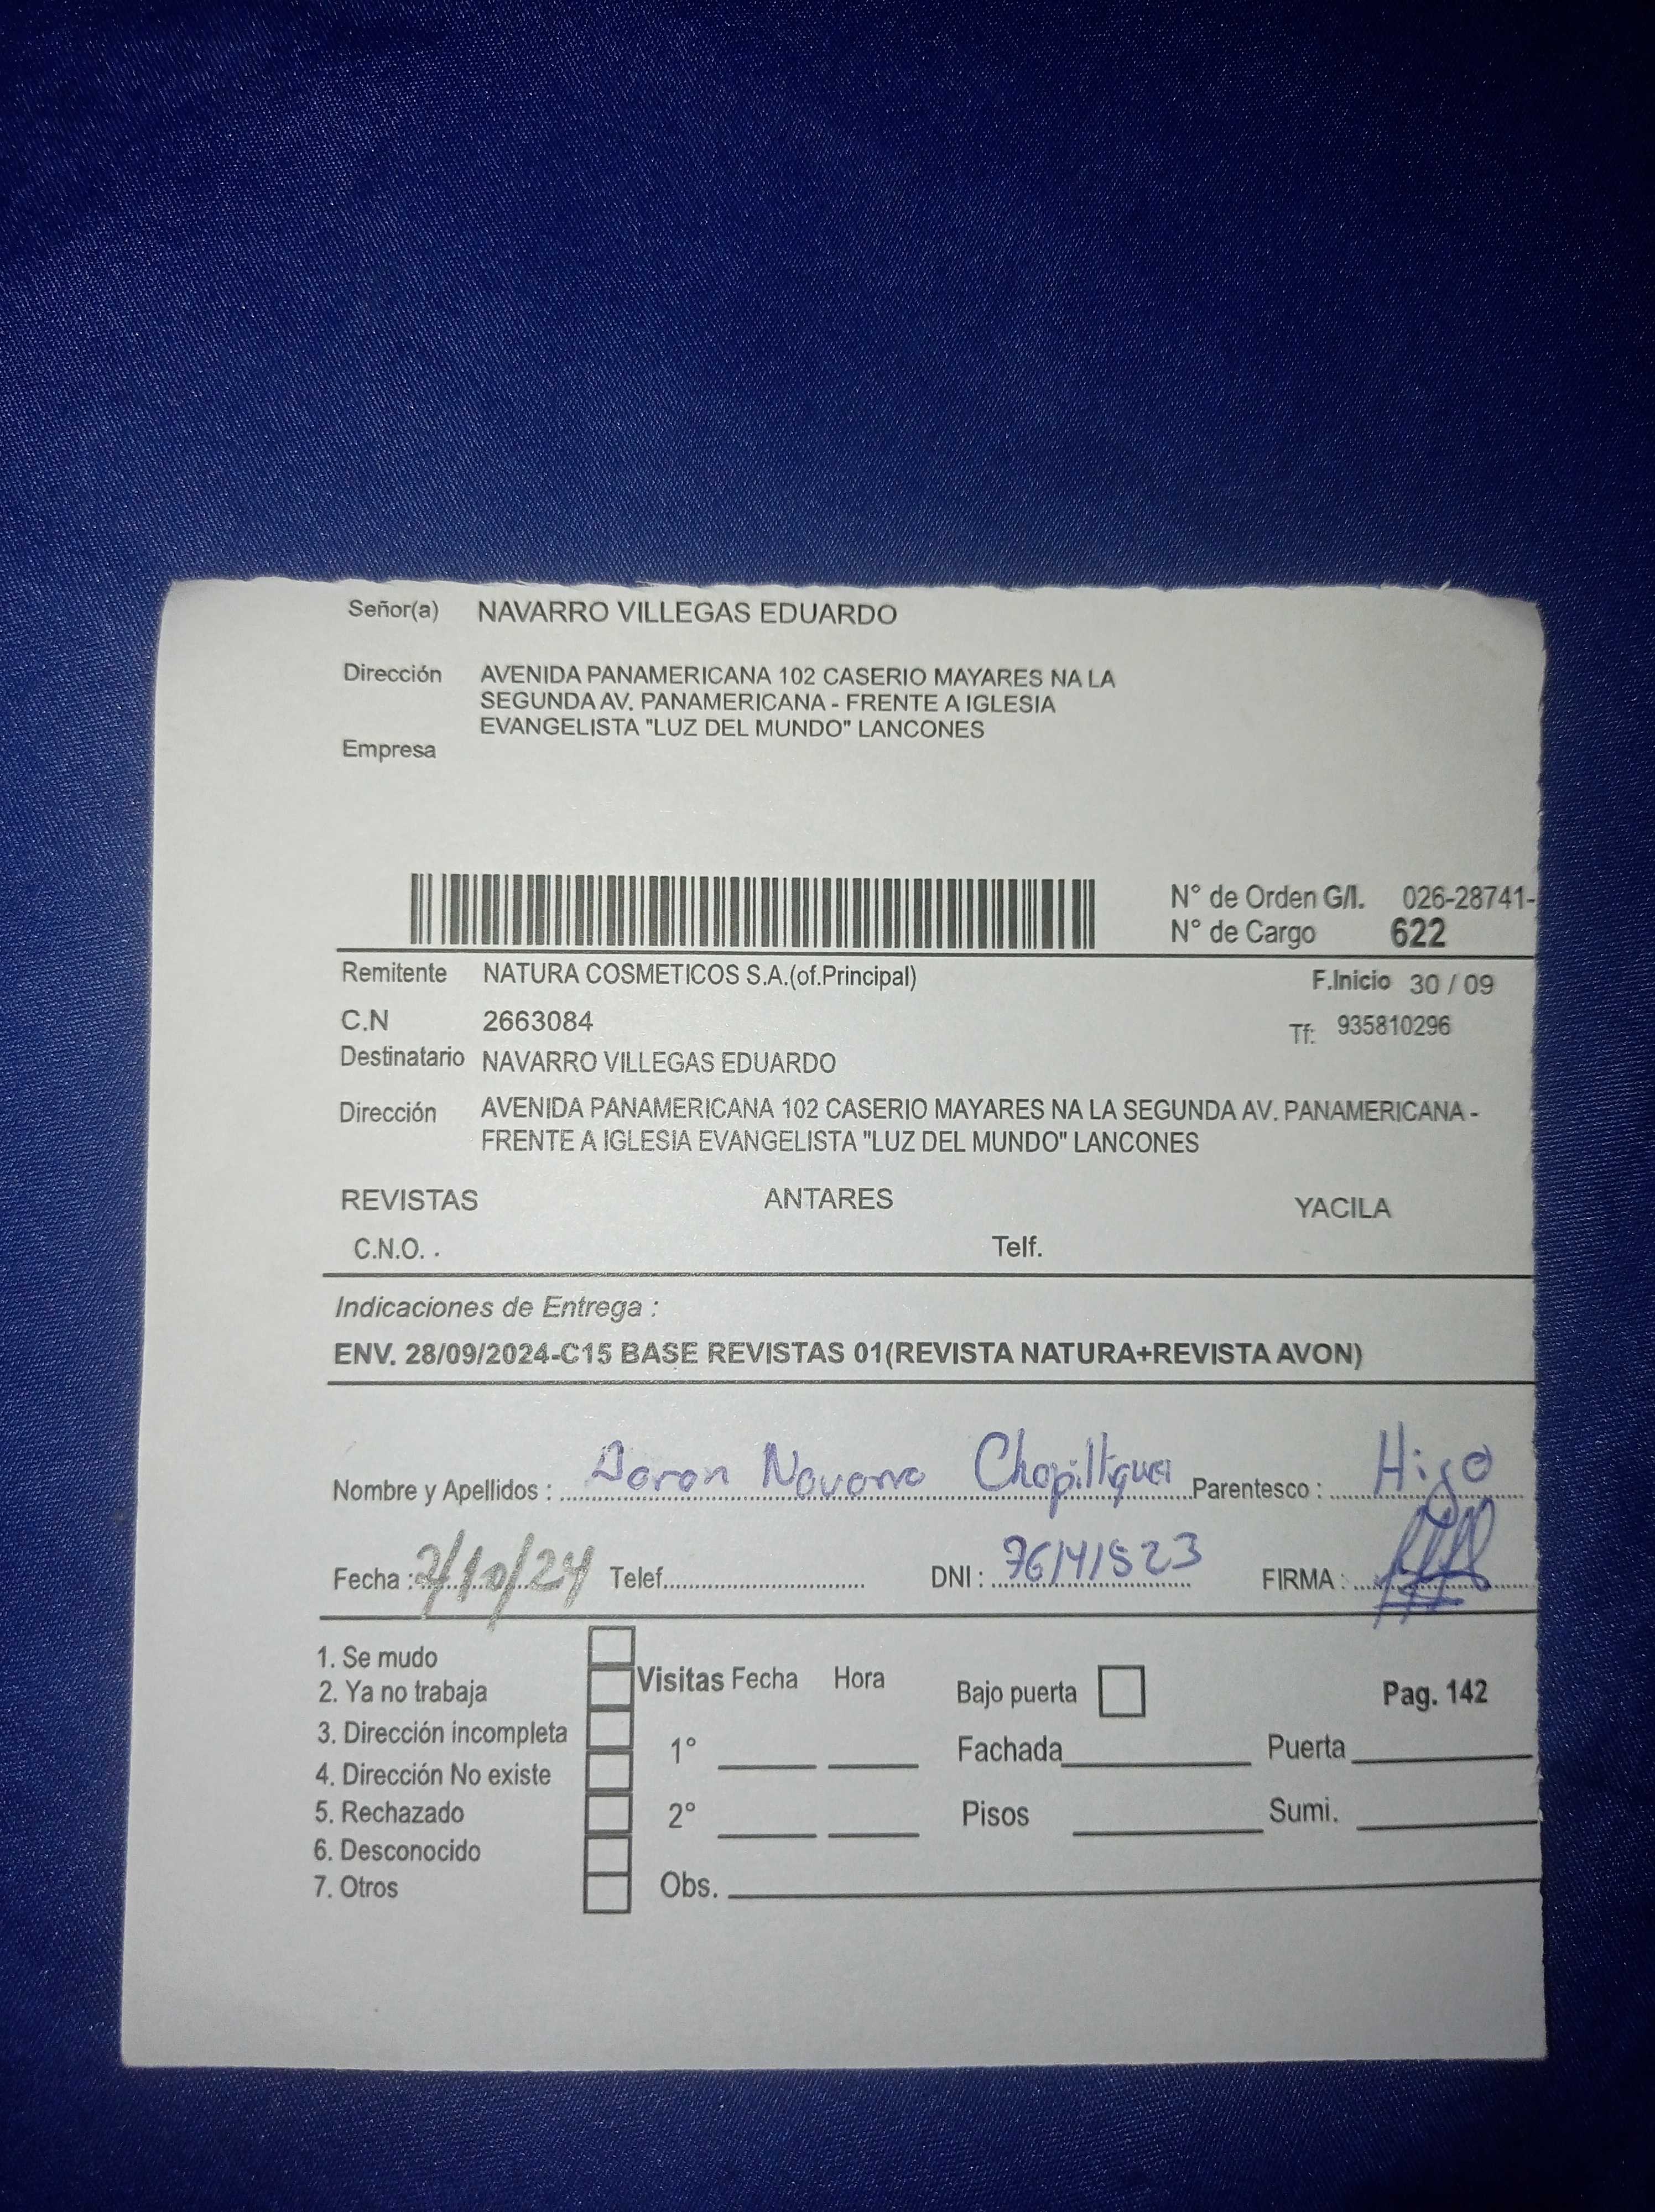 Señor(a) NAVARRO VILLEGAS EDUARDO
Dirección AVENIDA PANAMERICANA 102 CASERIO MAYARES NA LA
SEGUNDA AV. PANAMERICANA - FRENTE A IGLESIA
EVANGELISTA "LUZ DEL MUNDO" LANCONES
Empresa
N° de Orden G/I. 026-28741-
N° de Cargo 622
Remitente NATURA COSMETICOS S.A.(of.Principal) F.Inicio 30 / 09
C.N 2663084 Tf: 935810296
Destinatario NAVARRO VILLEGAS EDUARDO
Dirección AVENIDA PANAMERICANA 102 CASERIO MAYARES NA LA SEGUNDA AV. PANAMERICANA -
FRENTE A IGLESIA EVANGELISTA "LUZ DEL MUNDO" LANCONES
REVISTAS ANTARES YACILA
C.N.O. . Telf.
Indicaciones de Entrega :
ENV. 28/09/2024-C15 BASE REVISTAS 01(REVISTA NATURA+REVISTA AVON)
Nombre y Apellidos : Navarro Parentesco : Hijo
Fecha : /10/24 Telef. DNI : 76141523 FIRMA :
1. Se mudo
2. Ya no trabaja Visitas Fecha Hora Bajo puerta Pag. 142
3. Dirección incompleta
4. Dirección No existe 1° Fachada Puerta
5. Rechazado 2° Pisos Sumi.
6. Desconocido
7. Otros Obs.